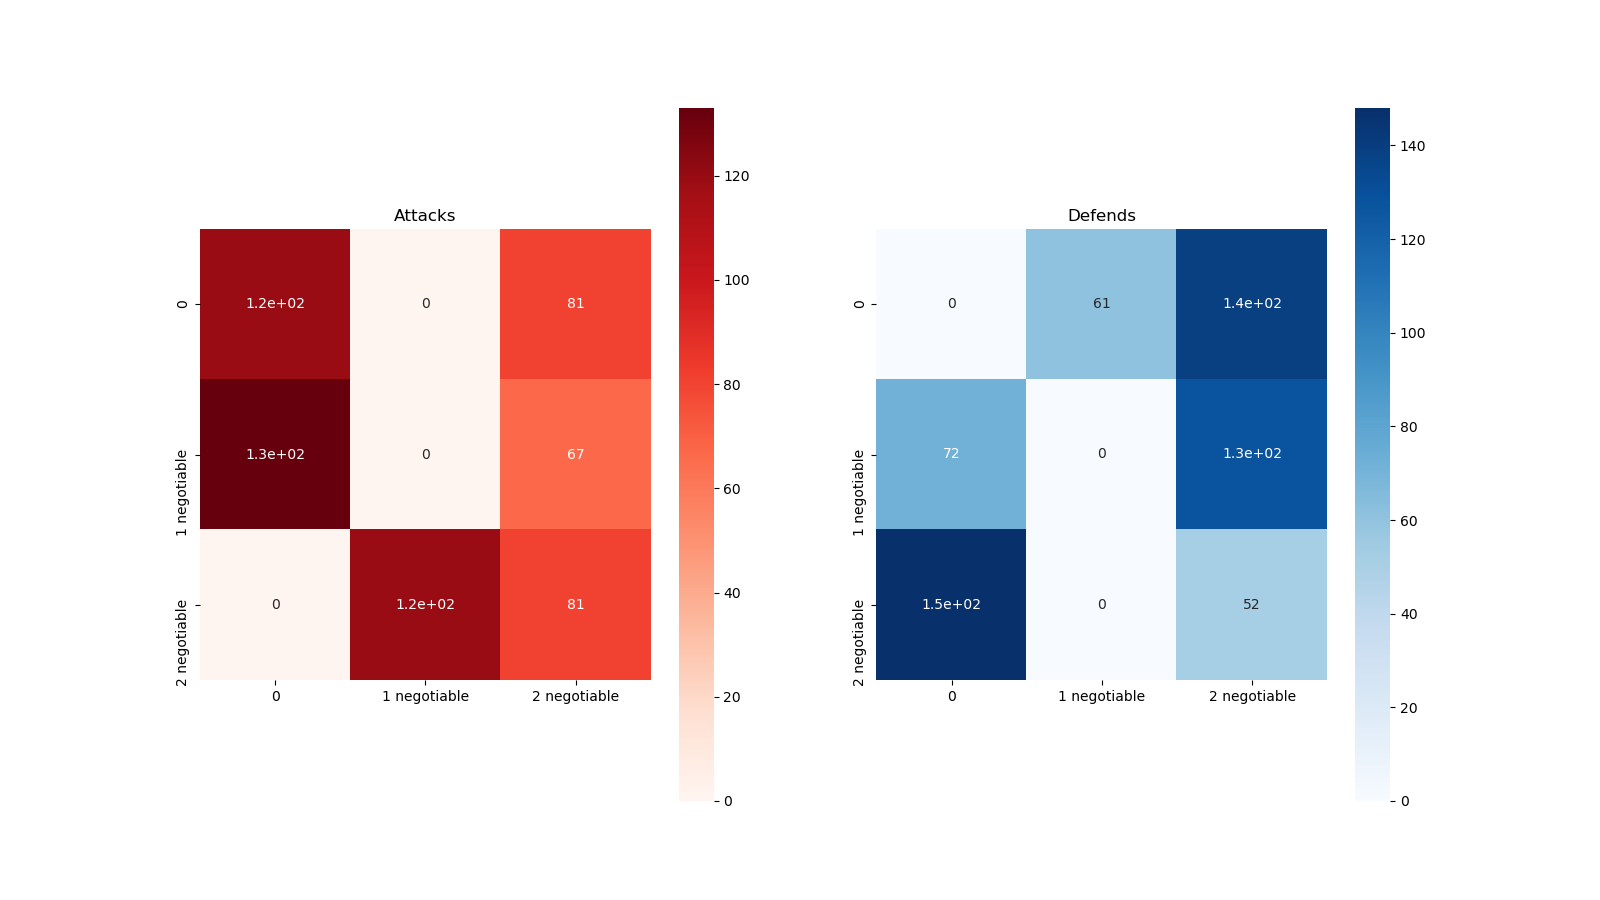 Attacks
0
1 negotiable
2 negotiable
1.2e+02 0 81
1.3e+02 0 67
0 1.2e+02 81
0 1 negotiable 2 negotiable
120
100
80
60
40
20
0
Defends
0
1 negotiable
2 negotiable
0 61 1.4e+02
72 0 1.3e+02
1.5e+02 0 52
0 1 negotiable 2 negotiable
140
120
100
80
60
40
20
0